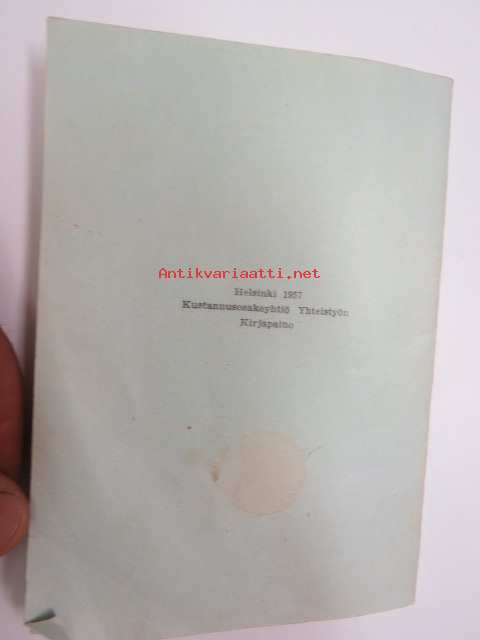 Antikvariaatti.net
Helsinki 1957
Kustannusosakeyhtiö Yhteistyön
Kirjapaino